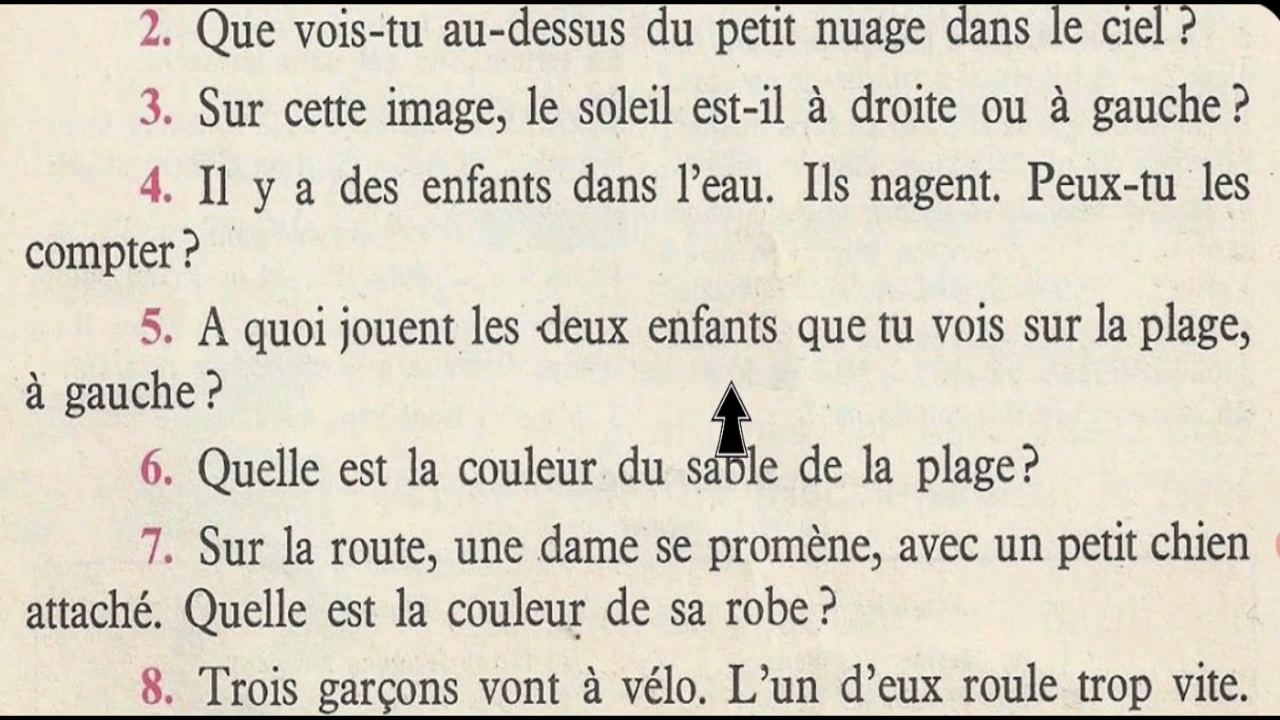 2. Que vois-tu au-dessus du petit nuage dans le ciel ?
3. Sur cette image, le soleil est-il à droite ou à gauche ?
4. Il y a des enfants dans l'eau. Ils nagent. Peux-tu les
compter ?
5. A quoi jouent les deux enfants que tu vois sur la plage,
à gauche ?
6. Quelle est la couleur du sable de la plage ?
7. Sur la route, une dame se promène, avec un petit chien
attaché. Quelle est la couleur de sa robe ?
8. Trois garçons vont à vélo. L'un d'eux roule trop vite.